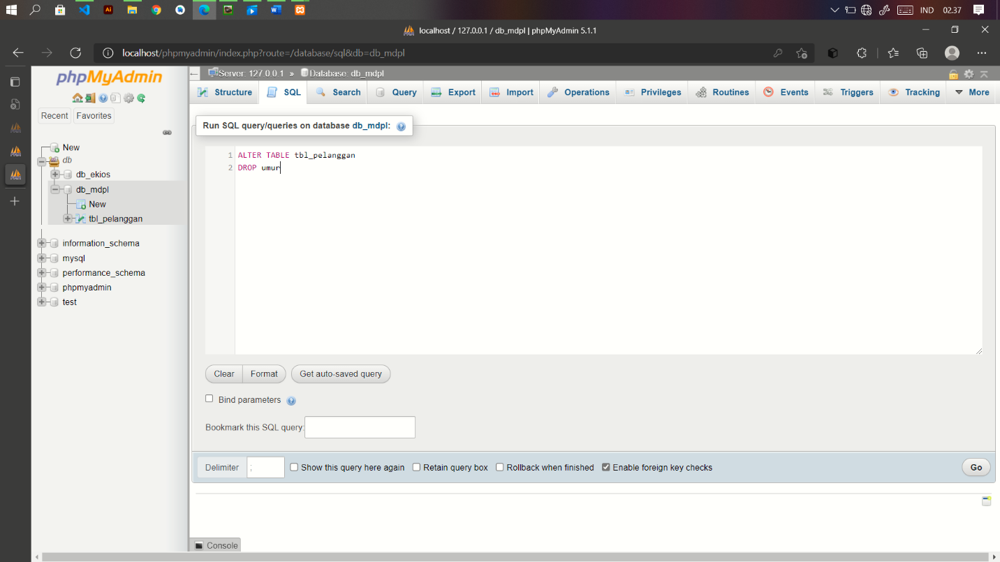 IND 02.37
localhost / 127.0.0.1 / db_mdpl | phpMyAdmin 5.1.1
localhost/phpmyadmin/index.php?route=/database/sql&db=db_mdpl
phpMyAdmin
Recent Favorites
New
db
db_ekios
db_mdpl
New
tbl_pelanggan
information_schema
mysql
performance_schema
phpmyadmin
test
Server: 127.0.0.1 » Database: db_mdpl
Structure SQL Search Query Export Import Operations Privileges Routines Events Triggers Tracking More
Run SQL query/queries on database db_mdpl:
1 ALTER TABLE tbl_pelanggan
2 DROP umur
Clear Format Get auto-saved query
Bind parameters
Bookmark this SQL query:
Delimiter ; Show this query here again Retain query box Rollback when finished Enable foreign key checks Go
Console